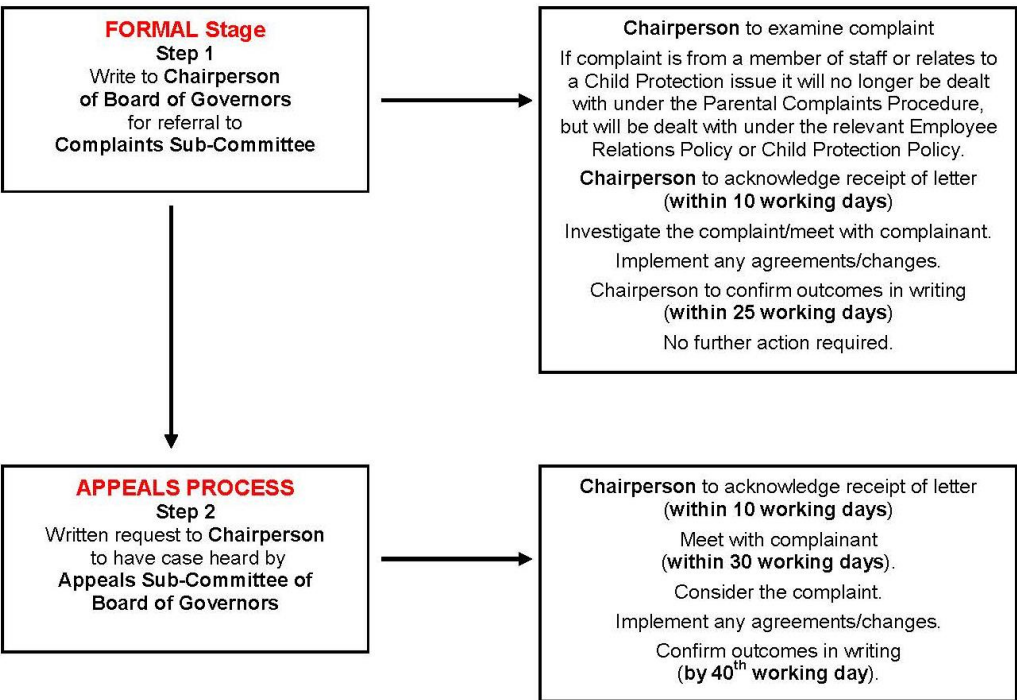 FORMAL Stage
Step 1
Write to Chairperson
of Board of Governors
for referral to
Complaints Sub-Committee
Chairperson to examine complaint
If complaint is from a member of staff or relates to
a Child Protection issue it will no longer be dealt
with under the Parental Complaints Procedure,
but will be dealt with under the relevant Employee
Relations Policy or Child Protection Policy.
Chairperson to acknowledge receipt of letter
(within 10 working days)
Investigate the complaint/meet with complainant.
Implement any agreements/changes.
Chairperson to confirm outcomes in writing
(within 25 working days)
No further action required.
APPEALS PROCESS
Step 2
Written request to Chairperson
to have case heard by
Appeals Sub-Committee of
Board of Governors
Chairperson to acknowledge receipt of letter
(within 10 working days)
Meet with complainant
(within 30 working days).
Consider the complaint.
Implement any agreements/changes.
Confirm outcomes in writing
(by 40th working day).